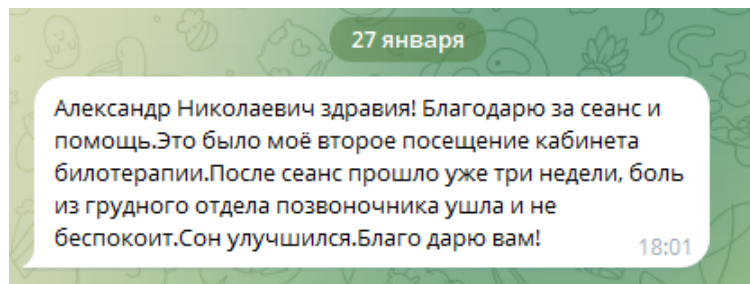 27 января
Александр Николаевич здравия! Благодарю за сеанс и
помощь.Это было моё второе посещение кабинета
билотерапии.После сеанс прошло уже три недели, боль
из грудного отдела позвоночника ушла и не
беспокоит.Сон улучшился.Благо дарю вам!
18:01